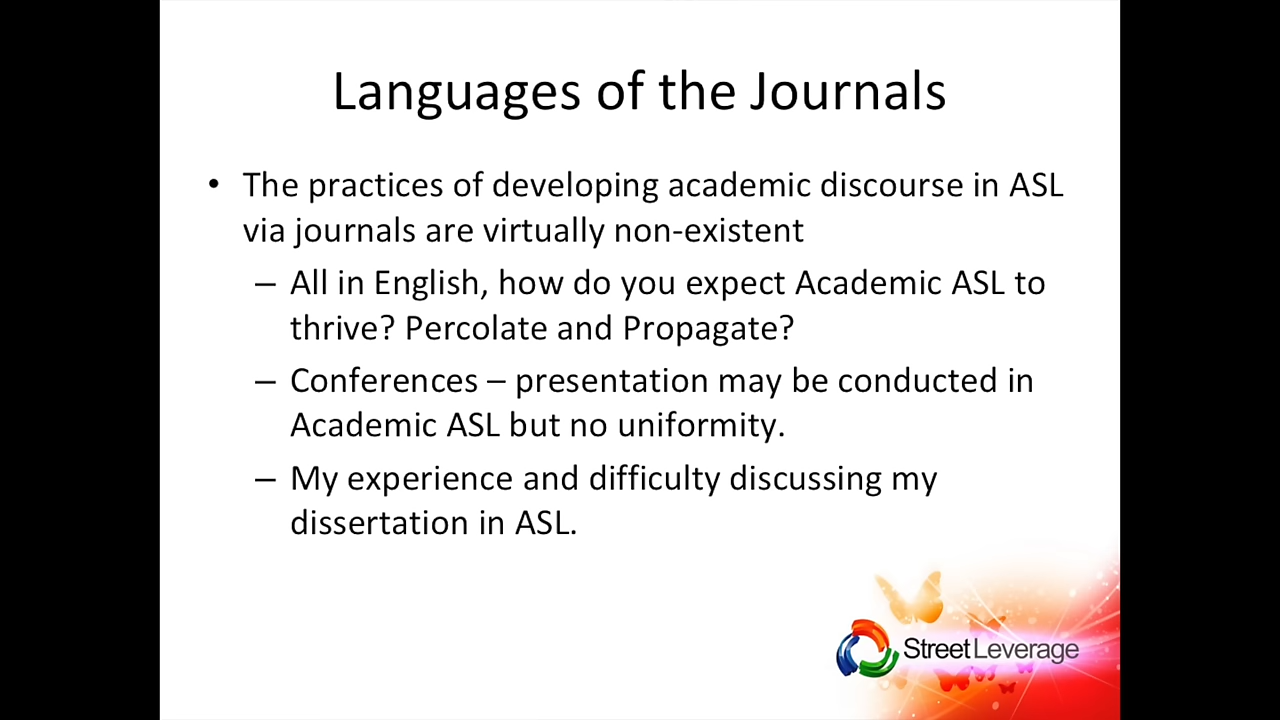 Languages of the Journals
• The practices of developing academic discourse in ASL
via journals are virtually non-existent
– All in English, how do you expect Academic ASL to
thrive? Percolate and Propagate?
– Conferences – presentation may be conducted in
Academic ASL but no uniformity.
– My experience and difficulty discussing my
dissertation in ASL.
StreetLeverage